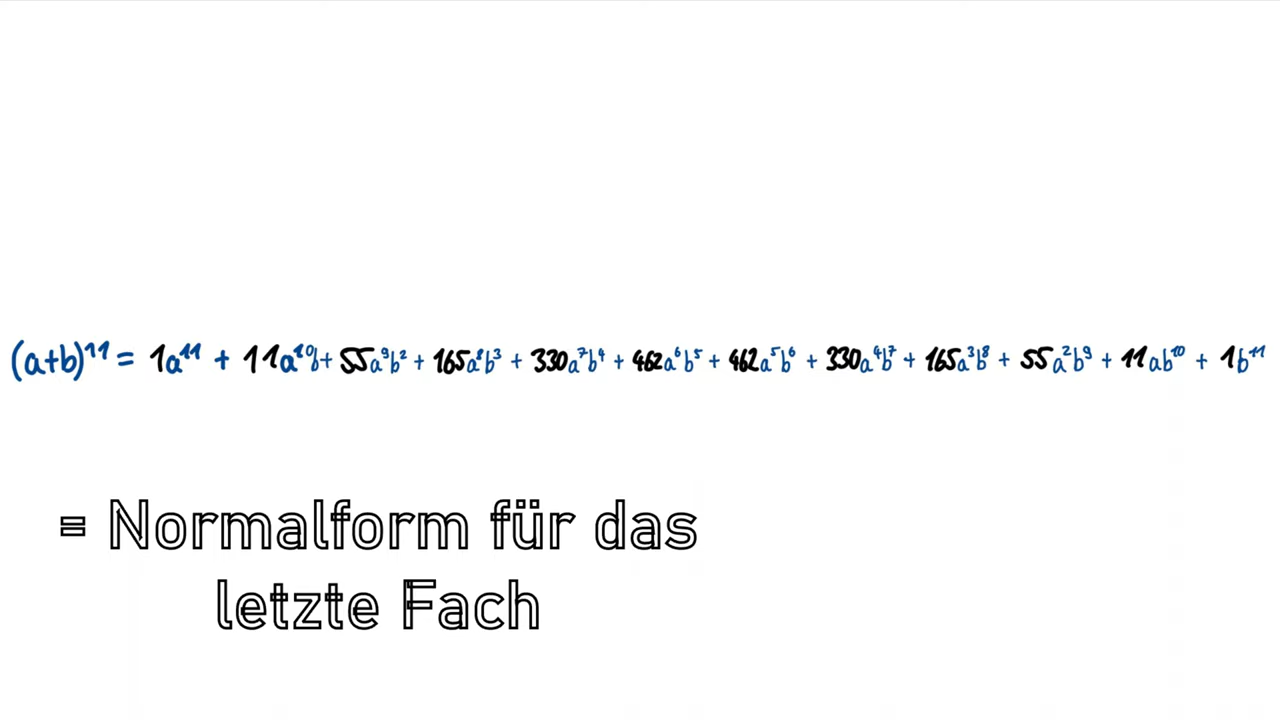 (a+b)¹¹ = 1a¹¹ + 11a¹⁰b + 55a⁹b² + 165a⁸b³ + 330a⁷b⁴ + 462a⁶b⁵ + 462a⁵b⁶ + 330a⁴b⁷ + 165a³b⁸ + 55a²b⁹ + 11ab¹⁰ + 1b¹¹
= Normalform für das
letzte Fach